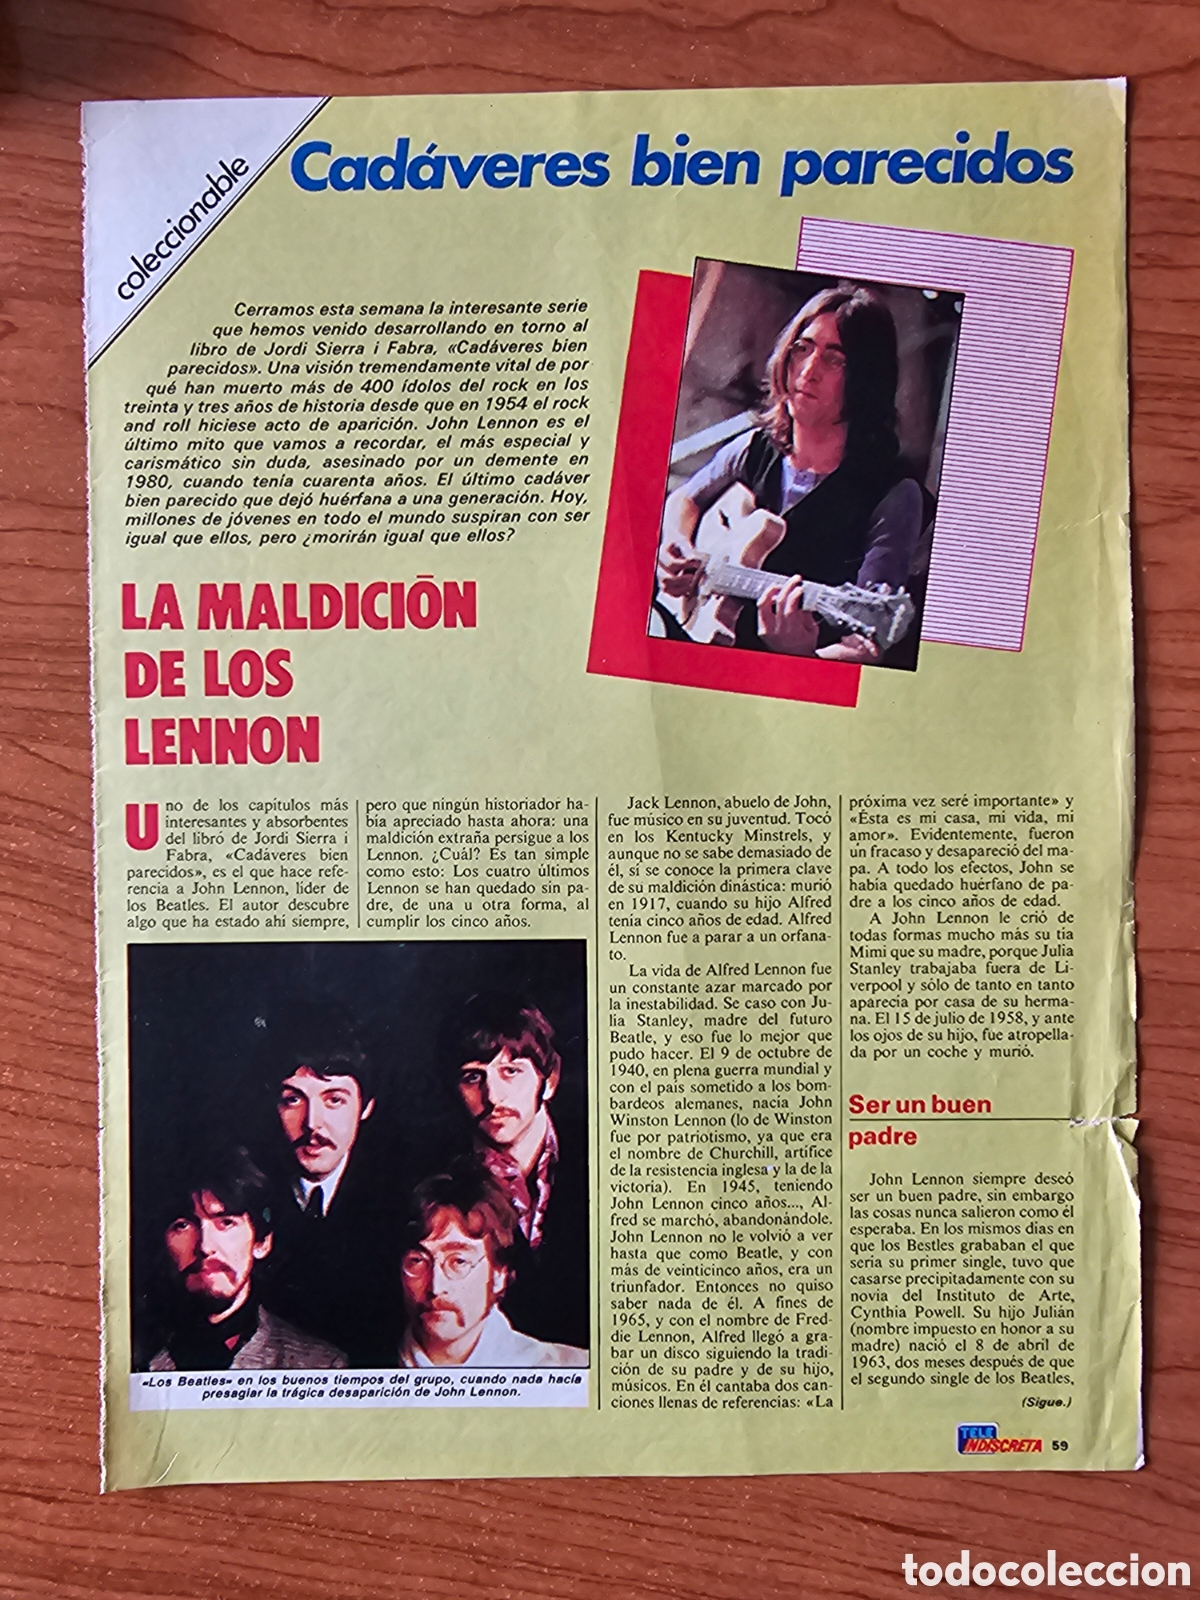 coleccionable
Cadáveres bien parecidos
Cerramos esta semana la interesante serie
que hemos venido desarrollando en torno al
libro de Jordi Sierra i Fabra, «Cadáveres bien
parecidos». Una visión tremendamente vital de por
qué han muerto más de 400 ídolos del rock en los
treinta y tres años de historia desde que en 1954 el rock
and roll hiciese acto de aparición. John Lennon es el
último mito que vamos a recordar, el más especial y
carismático sin duda, asesinado por un demente en
1980, cuando tenía cuarenta años. El último cadáver
bien parecido que dejó huérfana a una generación. Hoy,
millones de jóvenes en todo el mundo suspiran con ser
igual que ellos, pero ¿morirán igual que ellos?
LA MALDICIÓN
DE LOS
LENNON
Uno de los capítulos más
interesantes y absorbentes
del libro de Jordi Sierra i
Fabra, «Cadáveres bien
parecidos», es el que hace refe-
rencia a John Lennon, líder de
los Beatles. El autor descubre
algo que ha estado ahí siempre,
pero que ningún historiador ha-
bía apreciado hasta ahora: una
maldición extraña persigue a los
Lennon. ¿Cuál? Es tan simple
como esto: Los cuatro últimos
Lennon se han quedado sin pa-
dre, de una u otra forma, al
cumplir los cinco años.
«Los Beatles» en los buenos tiempos del grupo, cuando nada hacía
presagiar la trágica desaparición de John Lennon.
Jack Lennon, abuelo de John,
fue músico en su juventud. Tocó
en los Kentucky Minstrels, y
aunque no se sabe demasiado de
él, sí se conoce la primera clave
de su maldición dinástica: murió
en 1917, cuando su hijo Alfred
tenía cinco años de edad. Alfred
Lennon fue a parar a un orfana-
to.
La vida de Alfred Lennon fue
un constante azar marcado por
la inestabilidad. Se caso con Ju-
lia Stanley, madre del futuro
Beatle, y eso fue lo mejor que
pudo hacer. El 9 de octubre de
1940, en plena guerra mundial y
con el país sometido a los bom-
bardeos alemanes, nacía John
Winston Lennon (lo de Winston
fue por patriotismo, ya que era
el nombre de Churchill, artífice
de la resistencia inglesa y la de la
victoria). En 1945, teniendo
John Lennon cinco años..., Al-
fred se marchó, abandonándole.
John Lennon no le volvió a ver
hasta que como Beatle, y con
más de veinticinco años, era un
triunfador. Entonces no quiso
saber nada de él. A fines de
1965, y con el nombre de Fred-
die Lennon, Alfred llegó a gra-
bar un disco siguiendo la tradi-
ción de su padre y de su hijo,
músicos. En él cantaba dos can-
ciones llenas de referencias: «La
próxima vez seré importante» y
«Ésta es mi casa, mi vida, mi
amor». Evidentemente, fueron
un fracaso y desapareció del ma-
pa. A todo los efectos, John se
había quedado huérfano de pa-
dre a los cinco años de edad.
A John Lennon le crió de
todas formas mucho más su tía
Mimi que su madre, porque Julia
Stanley trabajaba fuera de Li-
verpool y sólo de tanto en tanto
aparecía por casa de su herma-
na. El 15 de julio de 1958, y ante
los ojos de su hijo, fue atropella-
da por un coche y murió.
Ser un buen
padre
John Lennon siempre deseó
ser un buen padre, sin embargo
las cosas nunca salieron como él
esperaba. En los mismos días en
que los Bestles grababan el que
sería su primer single, tuvo que
casarse precipitadamente con su
novia del Instituto de Arte,
Cynthia Powell. Su hijo Julián
(nombre impuesto en honor a su
madre) nació el 8 de abril de
1963, dos meses después de que
el segundo single de los Beatles,
(Sigue.)
TELE INDISCRETA 59
todocoleccion